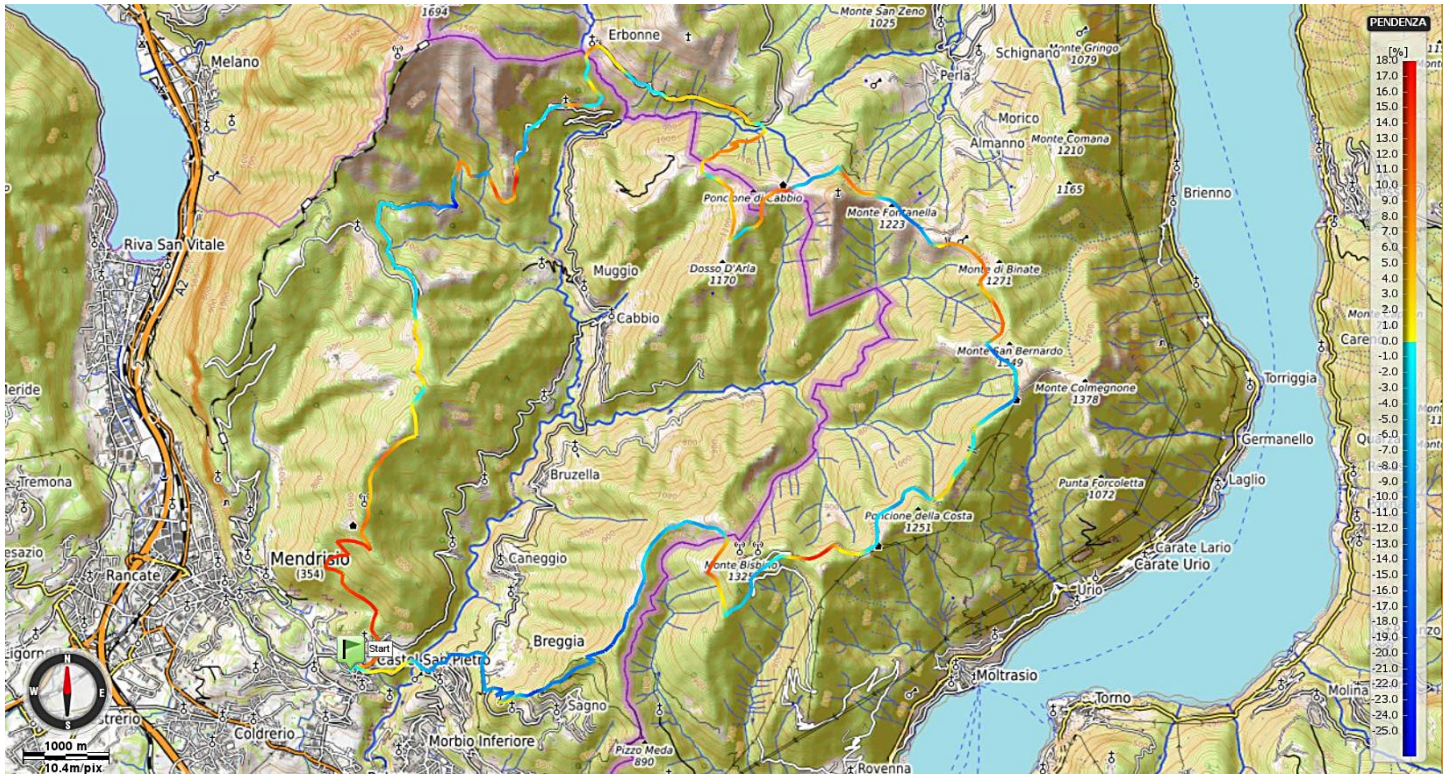 1694
Erbonne
Monte San Zeno
1025
Schignano
Monte Gringo
1079
Perla
Melano
Morico
Almanno
Monte Comana
1210
1165
Brienno
Riva San Vitale
A2
Poncione di Cabbio
Monte Fontanella
1223
Muggio
Dosso D'Arla
1170
Monte di Binate
1271
Cabbio
Monte San Bernardo
Monte Colmegnone
1378
Torriggia
Germanello
Tremona
Bruzella
Punta Forcoletta
1072
Laglio
Poncione della Costa
1251
Mendrisio
(354)
Caneggio
Monte Bisbino
Carate Lario
Carate Urio
Rancate
Urio
Breggia
Start
Castel San Pietro
Moltrasio
Sagno
Torno
Molina
Coldrerio
Morbio Inferiore
Pizzo Meda
890
Rovenna
N
W
E
S
1000 m
10.4m/pix
PENDENZA
[%]
18.0
16.0
15.0
14.0
13.0
12.0
11.0
10.0
9.0
8.0
7.0
6.0
5.0
4.0
3.0
2.0
1.0
0.0
-1.0
-2.0
-3.0
-4.0
-5.0
-6.0
-7.0
-8.0
-9.0
-10.0
-11.0
-12.0
-13.0
-14.0
-15.0
-16.0
-17.0
-18.0
-19.0
-20.0
-21.0
-22.0
-23.0
-24.0
-25.0